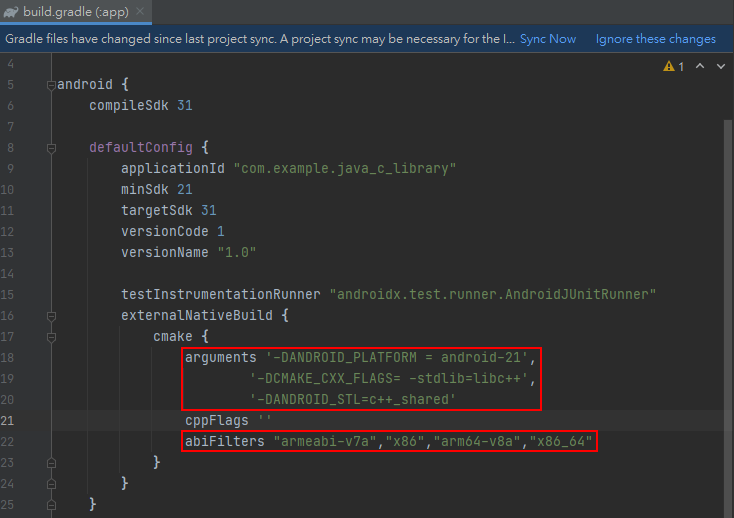 build.gradle (:app)
Gradle files have changed since last project sync. A project sync may be necessary for the I... Sync Now Ignore these changes
4
5 android {
6 compileSdk 31
7
8 defaultConfig {
9 applicationId "com.example.java_c_library"
10 minSdk 21
11 targetSdk 31
12 versionCode 1
13 versionName "1.0"
14
15 testInstrumentationRunner "androidx.test.runner.AndroidJUnitRunner"
16 externalNativeBuild {
17 cmake {
18 arguments '-DANDROID_PLATFORM = android-21',
19 '-DCMAKE_CXX_FLAGS= -stdlib=libc++',
20 '-DANDROID_STL=c++_shared'
21 cppFlags ''
22 abiFilters "armeabi-v7a","x86","arm64-v8a","x86_64"
23 }
24 }
25 }
1